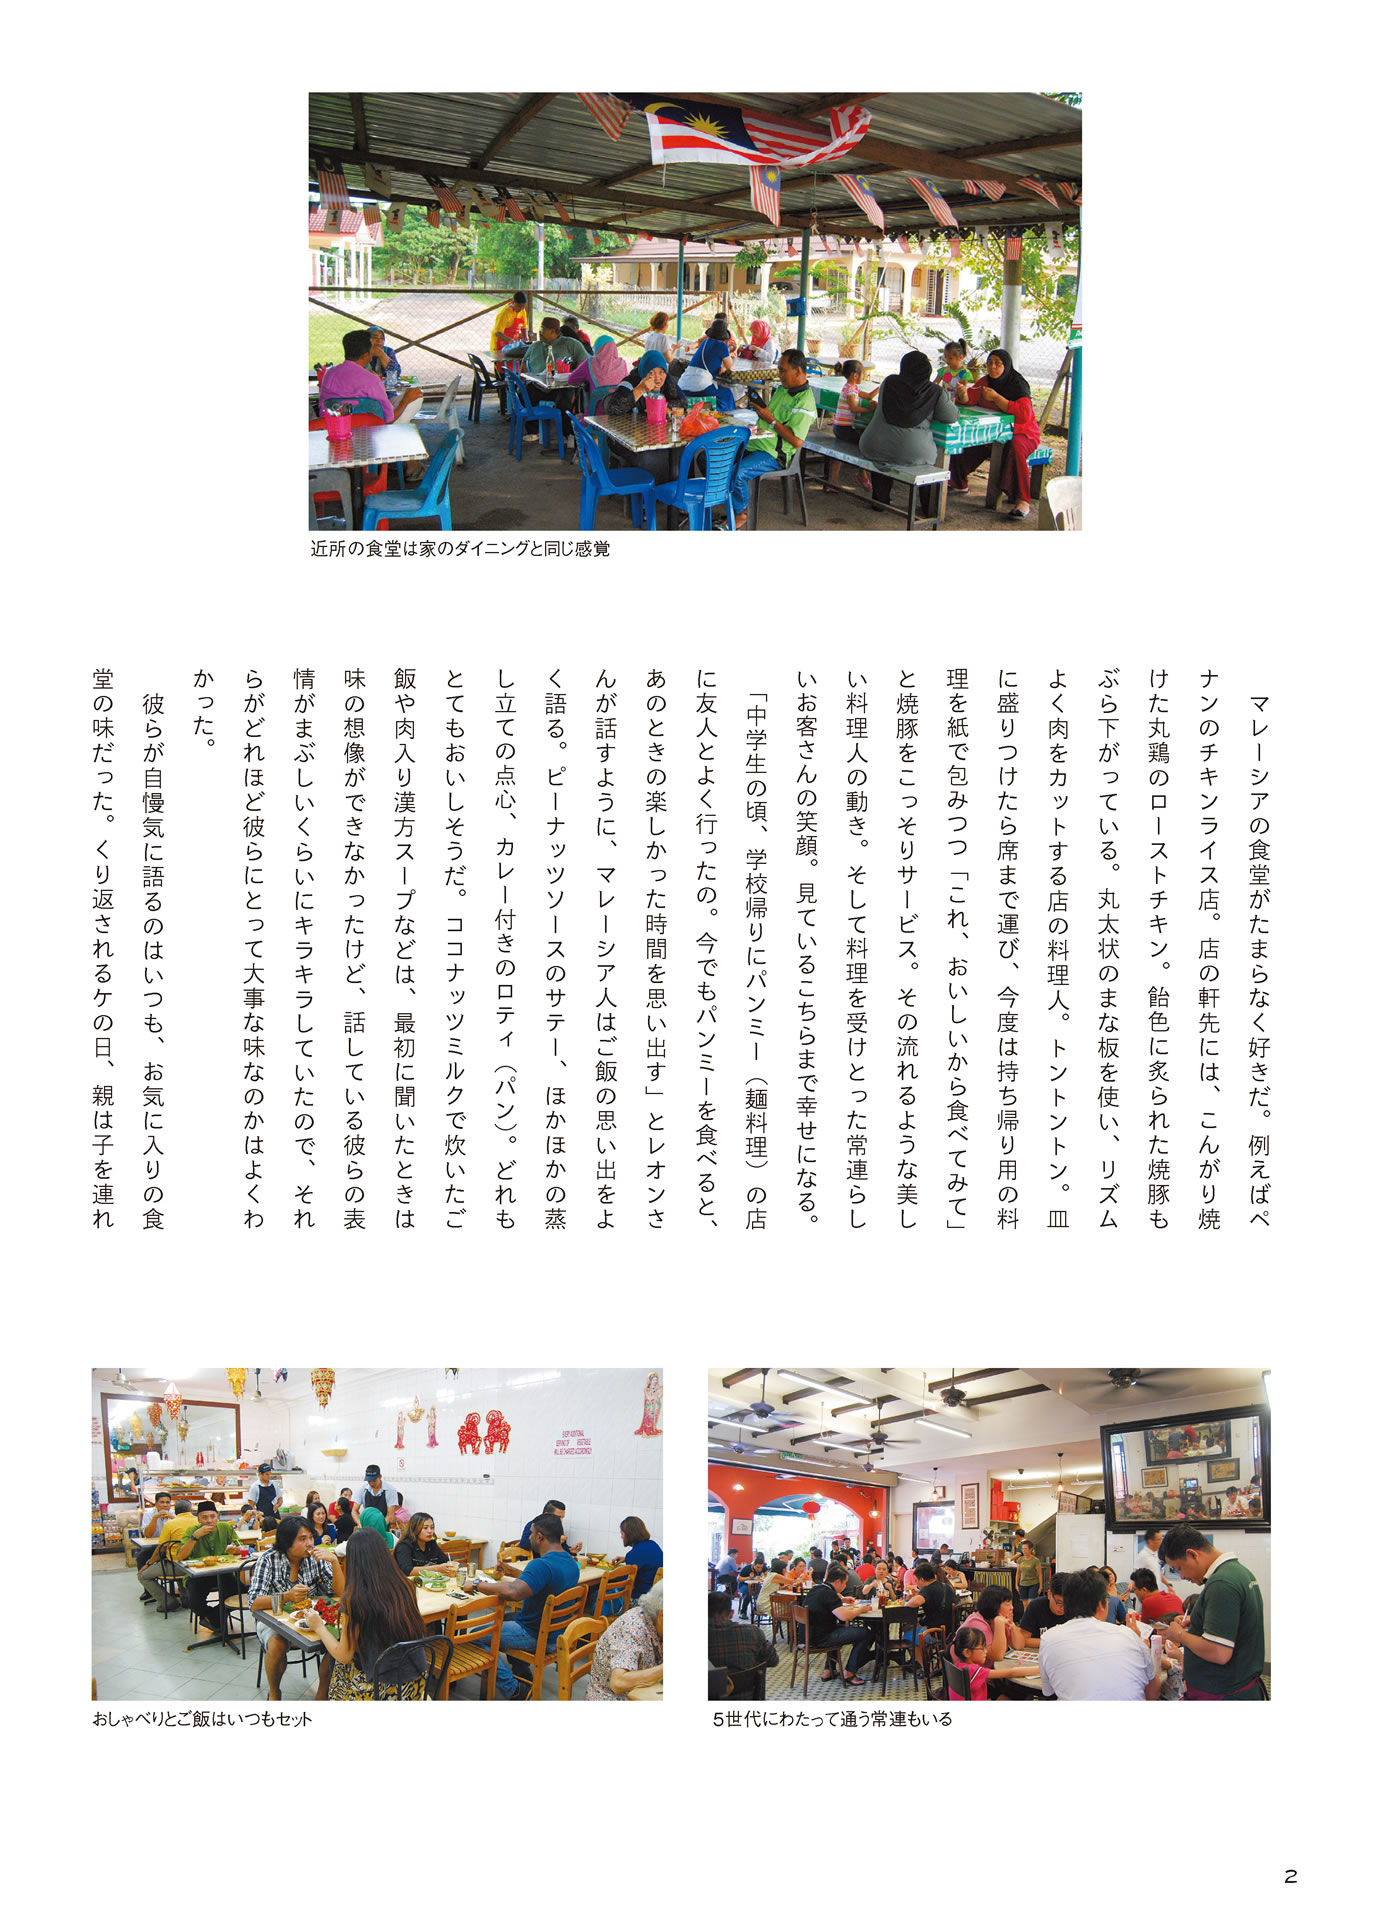 近所の食堂は家のダイニングと同じ感覚
マレーシアの食堂がたまらなく好きだ。例えばペ
ナンのチキンライス店。店の軒先には、こんがり焼
けた丸鶏のローストチキン。飴色に炙られた焼豚も
ぶら下がっている。丸太状のまな板を使い、リズム
よく肉をカットする店の料理人。トントントン。皿
に盛りつけたら席まで運び、今度は持ち帰り用の料
理を紙で包みつつ「これ、おいしいから食べてみて」
と焼豚をこっそりサービス。その流れるような美し
い料理人の動き。そして料理を受けとった常連らし
いお客さんの笑顔。見ているこちらまで幸せになる。
「中学生の頃、学校帰りにパンミー（麺料理）の店
に友人とよく行ったの。今でもパンミーを食べると、
あのときの楽しかった時間を思い出す」とレオンさ
んが話すように、マレーシア人はご飯の思い出をよ
く語る。ピーナッツソースのサテー、ほかほかの蒸
し立ての点心、カレー付きのロティ（パン）。どれも
とてもおいしそうだ。ココナッツミルクで炊いたご
飯や肉入り漢方スープなどは、最初に聞いたときは
味の想像ができなかったけど、話している彼らの表
情がまぶしいくらいにキラキラしていたので、それ
らがどれほど彼らにとって大事な味なのかはよくわ
かった。
彼らが自慢気に語るのはいつも、お気に入りの食
堂の味だった。くり返されるケの日、親は子を連れ
おしゃべりとご飯はいつもセット
5世代にわたって通う常連もいる
2